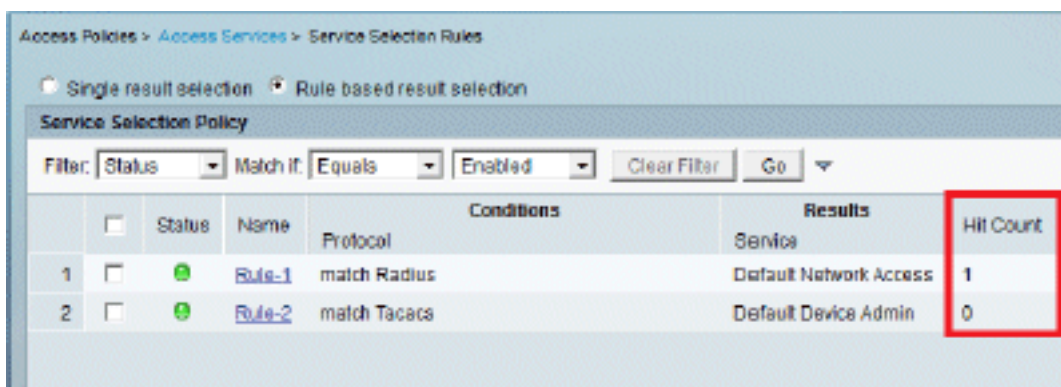 Access Policies > Access Services > Service Selection Rules
Single result selection Rule based result selection
Service Selection Policy
Filter: Status Match if: Equals Enabled Clear Filter Go
Status Name Conditions Results Hit Count
Protocol Service
1 Rule-1 match Radius Default Network Access 1
2 Rule-2 match Tacacs Default Device Admin 0